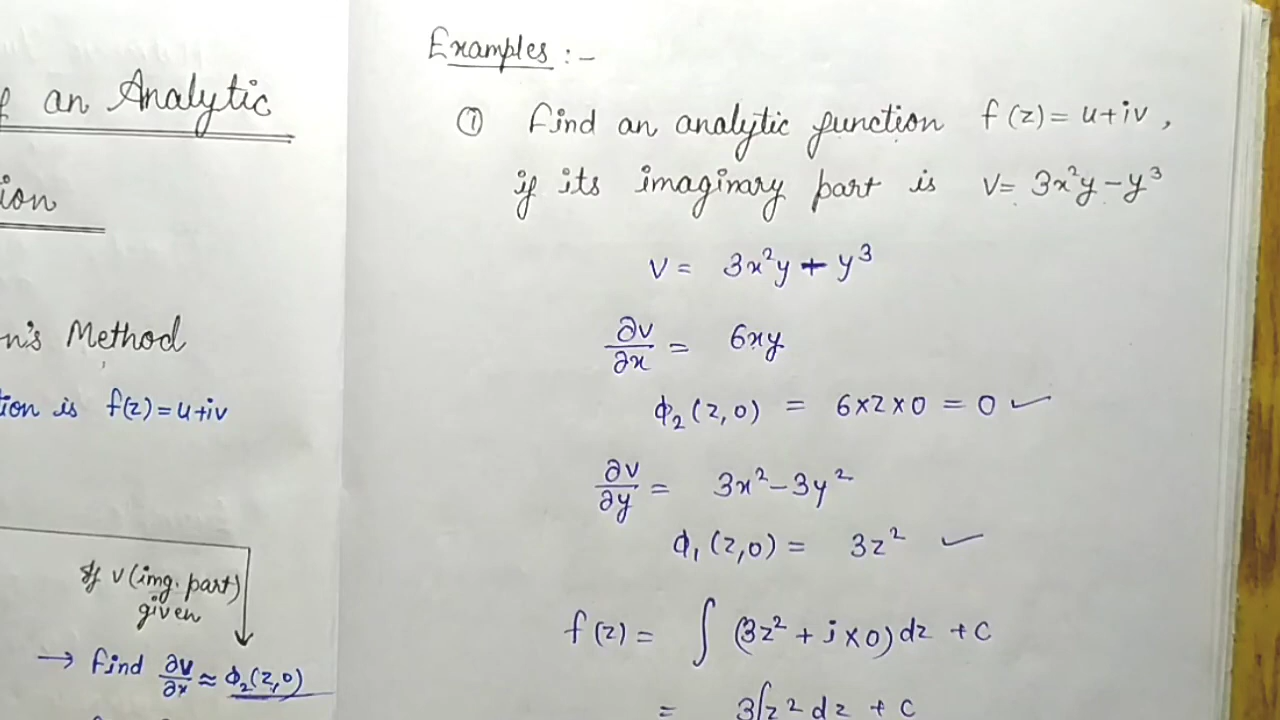 an Analytic
ion
n's Method
tion is f(z) = u+iv
If v (img. part)
given
→ find ∂v/∂x ≈ ϕ₂(z,0)
Examples :-
① Find an analytic function f(z) = u+iv,
if its imaginary part is v = 3x²y - y³
v = 3x²y + y³
∂v/∂x = 6xy
ϕ₂(z,0) = 6×z×0 = 0 ✓
∂v/∂y = 3x² - 3y²
ϕ₁(z,0) = 3z² ✓
f(z) = ∫ (3z² + i×0) dz + c
= 3∫z² dz + c